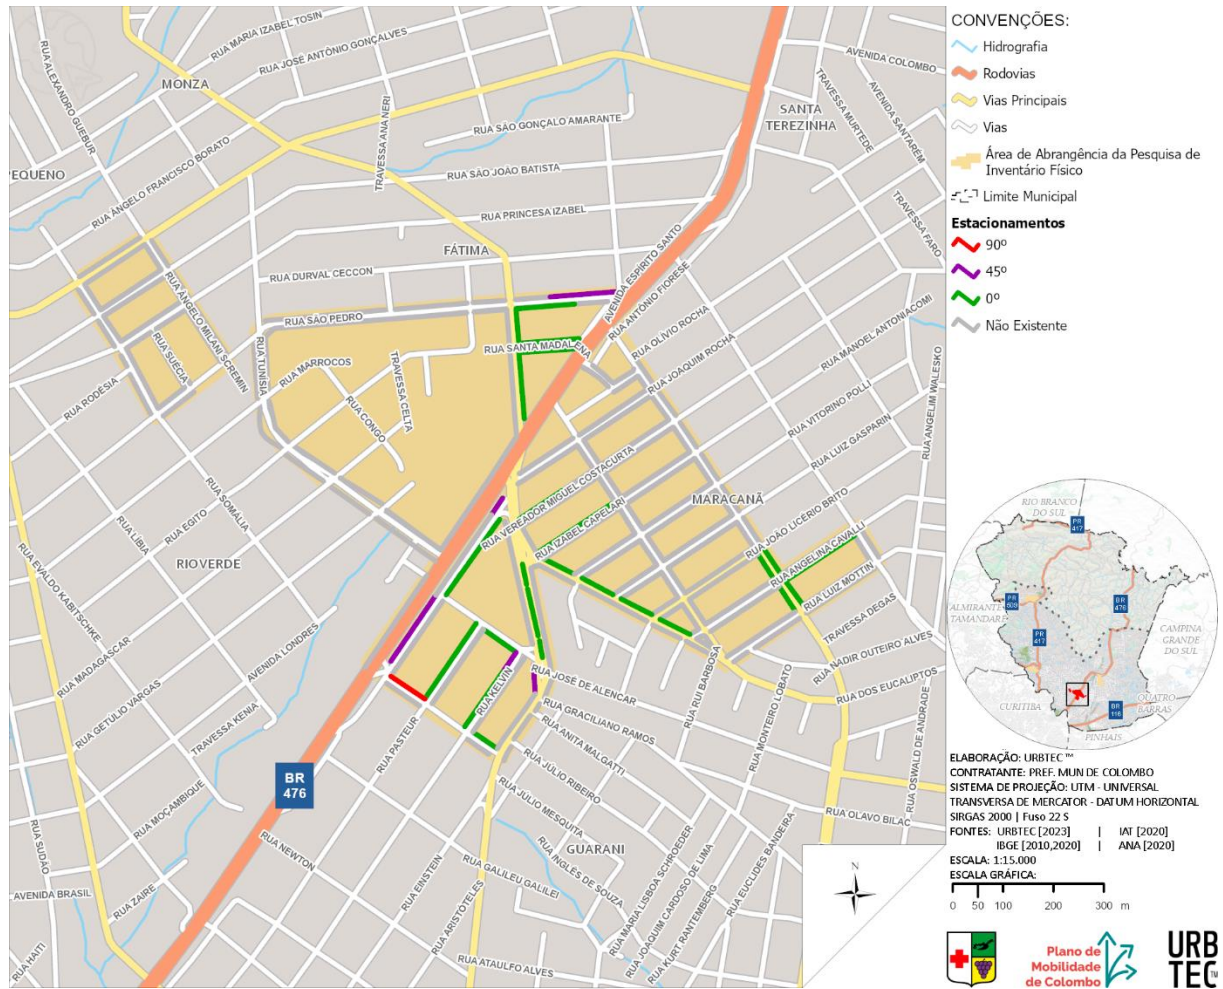 RUA MARIA IZABEL TOSIN
RUA JOSÉ ANTÔNIO GONÇALVES
RUA ALEXANDRO GUEBUR
MONZA
TRAVESSA ANA NERI
RUA SÃO GONÇALO AMARANTE
SANTA
TEREZINHA
AVENIDA COLOMBO
TRAVESSA MURTEDE
AVENIDA SANTARÉM
PEQUENO
RUA ÂNGELO FRANCISCO BORATO
RUA SÃO JOÃO BATISTA
RUA PRINCESA IZABEL
TRAVESSA FARO
FÁTIMA
AVENIDA ESPÍRITO SANTO
RUA ANTÔNIO FIORESE
RUA DURVAL CECCON
RUA ÂNGELO MILANI SCREMIN
RUA SÃO PEDRO
RUA SANTA MADALENA
RUA OLÍVIO ROCHA
RUA JOAQUIM ROCHA
RUA MANOEL ANTONIACOMI
RUA SUÉCIA
RUA TUNÍSIA
RUA MARROCOS
TRAVESSA CELTA
RUA CONGO
RUA RODÉSIA
RUA VITORINO POLLI
RUA ANGELIM WALESKO
RUA LUIZ GASPARIN
RUA VEREADOR MIGUEL COSTACURTA
MARACANÃ
RUA SOMÁLIA
RUA EGITO
RUA LÍBIA
RIOVERDE
RUA IZABEL CAPELARI
RUA JOÃO LICÉRIO BRITO
RUA ANGELINA CAVALLI
RUA LUIZ MOTTIN
TRAVESSA DEGAS
RUA EVALDO KABITSCHKE
RUA MADAGASCAR
AVENIDA LONDRES
RUA GETULIO VARGAS
TRAVESSA KENIA
RUA NADIR OUTEIRO ALVES
RUA JOSÉ DE ALENCAR
RUA RUI BARBOSA
RUA DOS EUCALIPTOS
RUA KELVIN
RUA GRACILIANO RAMOS
RUA MONTEIRO LOBATO
RUA OSWALD DE ANDRADE
RUA PASTEUR
RUA ANITA MALGATTI
RUA JÚLIO RIBEIRO
RUA JÚLIO MESQUITA
BR
476
RUA MOÇAMBIQUE
RUA OLAVO BILAC
RUA SUDÃO
RUA NEWTON
GUARANI
RUA EINSTEIN
RUA GALILEU GALILEI
RUA INGLÊS DE SOUZA
RUA MARIA LISBOA SCHROEDER
RUA JOAQUIM CARDOSO DE LIMA
RUA EUCLUDES BANDEIRA
RUA KURT RANTEMBERG
AVENIDA BRASIL
RUA ZAIRE
RUA ARISTÓTELES
RUA HAITI
RUA ATAULFO ALVES
N
CONVENÇÕES:
Hidrografia
Rodovias
Vias Principais
Vias
Área de Abrangência da Pesquisa de
Inventário Físico
Limite Municipal
Estacionamentos
90º
45º
0º
Não Existente
RIO BRANCO
DO SUL
PR
417
ALMIRANTE
TAMANDARÉ
PR
509
PR
417
BR
476
CAMPINA
GRANDE
DO SUL
CURITIBA
QUATRO
BARRAS
BR
116
PINHAIS
ELABORAÇÃO: URBTEC ™
CONTRATANTE: PREF. MUN DE COLOMBO
SISTEMA DE PROJEÇÃO: UTM - UNIVERSAL
TRANSVERSA DE MERCATOR - DATUM HORIZONTAL
SIRGAS 2000 | Fuso 22 S
FONTES: URBTEC [2023] | IAT [2020]
IBGE [2010,2020] | ANA [2020]
ESCALA: 1:15.000
ESCALA GRÁFICA:
0 50 100 200 300 m
Plano de
Mobilidade
de Colombo
URB
TEC™